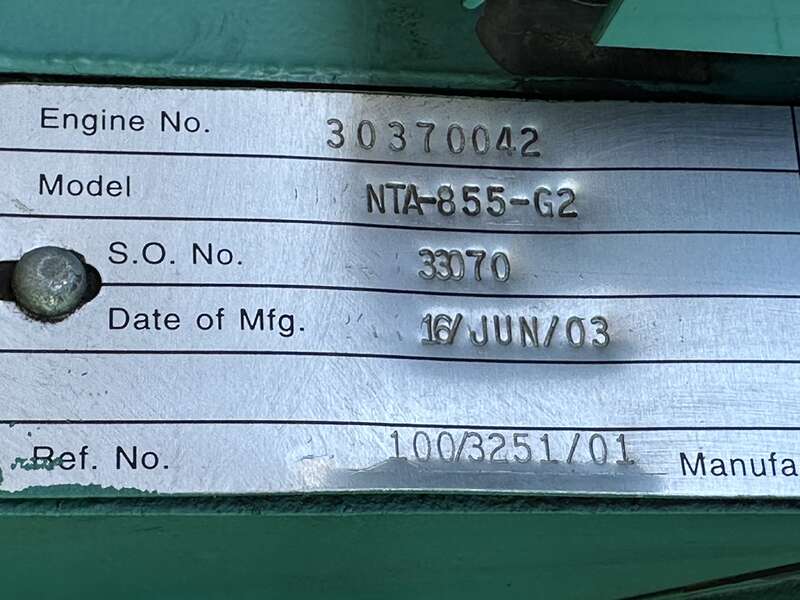 Engine No. 30370042
Model NTA-855-G2
S.O. No. 33070
Date of Mfg. 16/JUN/03
Ref. No. 100/3251/01 Manufa